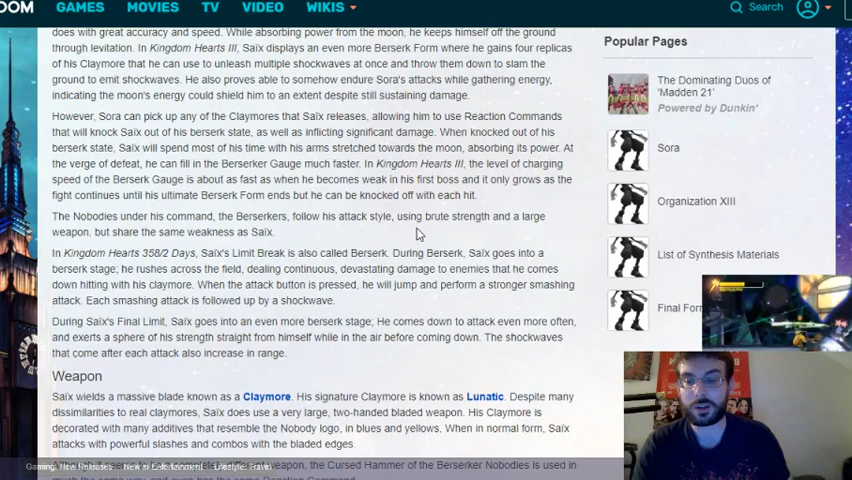 OOM GAMES MOVIES TV VIDEO WIKIS Search
does with great accuracy and speed. While absorbing power from the moon, he keeps himself off the ground
through levitation. In Kingdom Hearts III, Saïx displays an even more Berserk Form where he gains four replicas
of his Claymore that he can use to unleash multiple shockwaves at once and throw them down to slam the
ground to emit shockwaves. He also proves able to somehow endure Sora's attacks while gathering energy,
indicating the moon's energy could shield him to an extent despite still sustaining damage.
However, Sora can pick up any of the Claymores that Saïx releases, allowing him to use Reaction Commands
that will knock Saïx out of his berserk state, as well as inflicting significant damage. When knocked out of his
berserk state, Saïx will spend most of his time with his arms stretched towards the moon, absorbing its power. At
the verge of defeat, he can fill in the Berserker Gauge much faster. In Kingdom Hearts III, the level of charging
speed of the Berserk Gauge is about as fast as when he becomes weak in his first boss and it only grows as the
fight continues until his ultimate Berserk Form ends but he can be knocked off with each hit.
The Nobodies under his command, the Berserkers, follow his attack style, using brute strength and a large
weapon, but share the same weakness as Saïx.
In Kingdom Hearts 358/2 Days, Saïx's Limit Break is also called Berserk. During Berserk, Saïx goes into a
berserk stage; he rushes across the field, dealing continuous, devastating damage to enemies that he comes
down hitting with his claymore. When the attack button is pressed, he will jump and perform a stronger smashing
attack. Each smashing attack is followed up by a shockwave.
During Saïx's Final Limit, Saïx goes into an even more berserk stage; He comes down to attack even more often,
and exerts a sphere of his strength straight from himself while in the air before coming down. The shockwaves
that come after each attack also increase in range.
Weapon
Saïx wields a massive blade known as a Claymore. His signature Claymore is known as Lunatic. Despite many
dissimilarities to real claymores, Saïx does use a very large, two-handed bladed weapon. His Claymore is
decorated with many additives that resemble the Nobody logo, in blues and yellows. When in normal form, Saïx
attacks with powerful slashes and combos with the bladed edges.
weapon, the Cursed Hammer of the Berserker Nobodies is used in
Popular Pages
The Dominating Duos of
'Madden 21'
Powered by Dunkin'
Sora
Organization XIII
List of Synthesis Materials
Final For